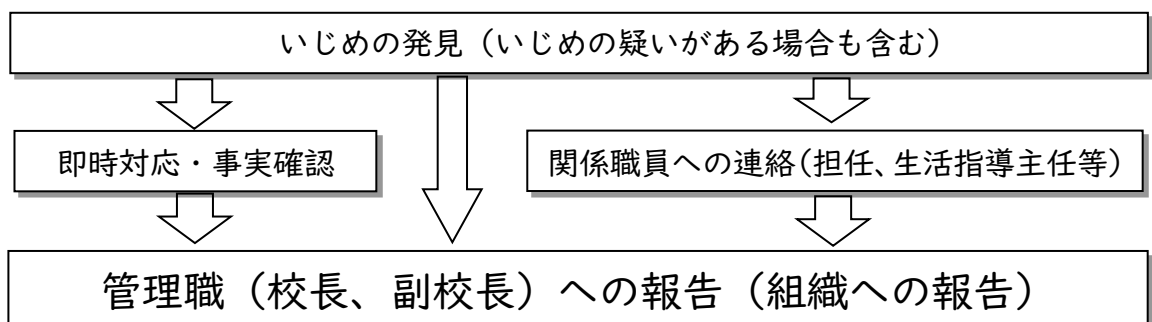 いじめの発見（いじめの疑いがある場合も含む）
即時対応・事実確認
関係職員への連絡（担任、生活指導主任等）
管理職（校長、副校長）への報告（組織への報告）